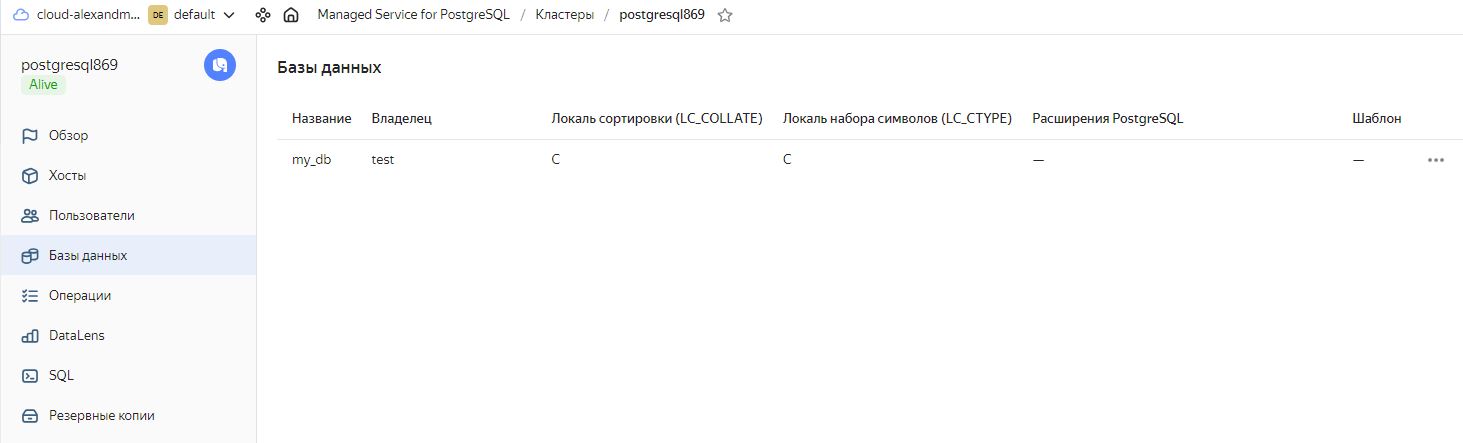 cloud-alexandm... DE default Managed Service for PostgreSQL / Кластеры / postgresql869
postgresql869
Alive
Обзор
Хосты
Пользователи
Базы данных
Операции
DataLens
SQL
Резервные копии
Базы данных
Название Владелец Локаль сортировки (LC_COLLATE) Локаль набора символов (LC_CTYPE) Расширения PostgreSQL Шаблон
my_db test C C — —